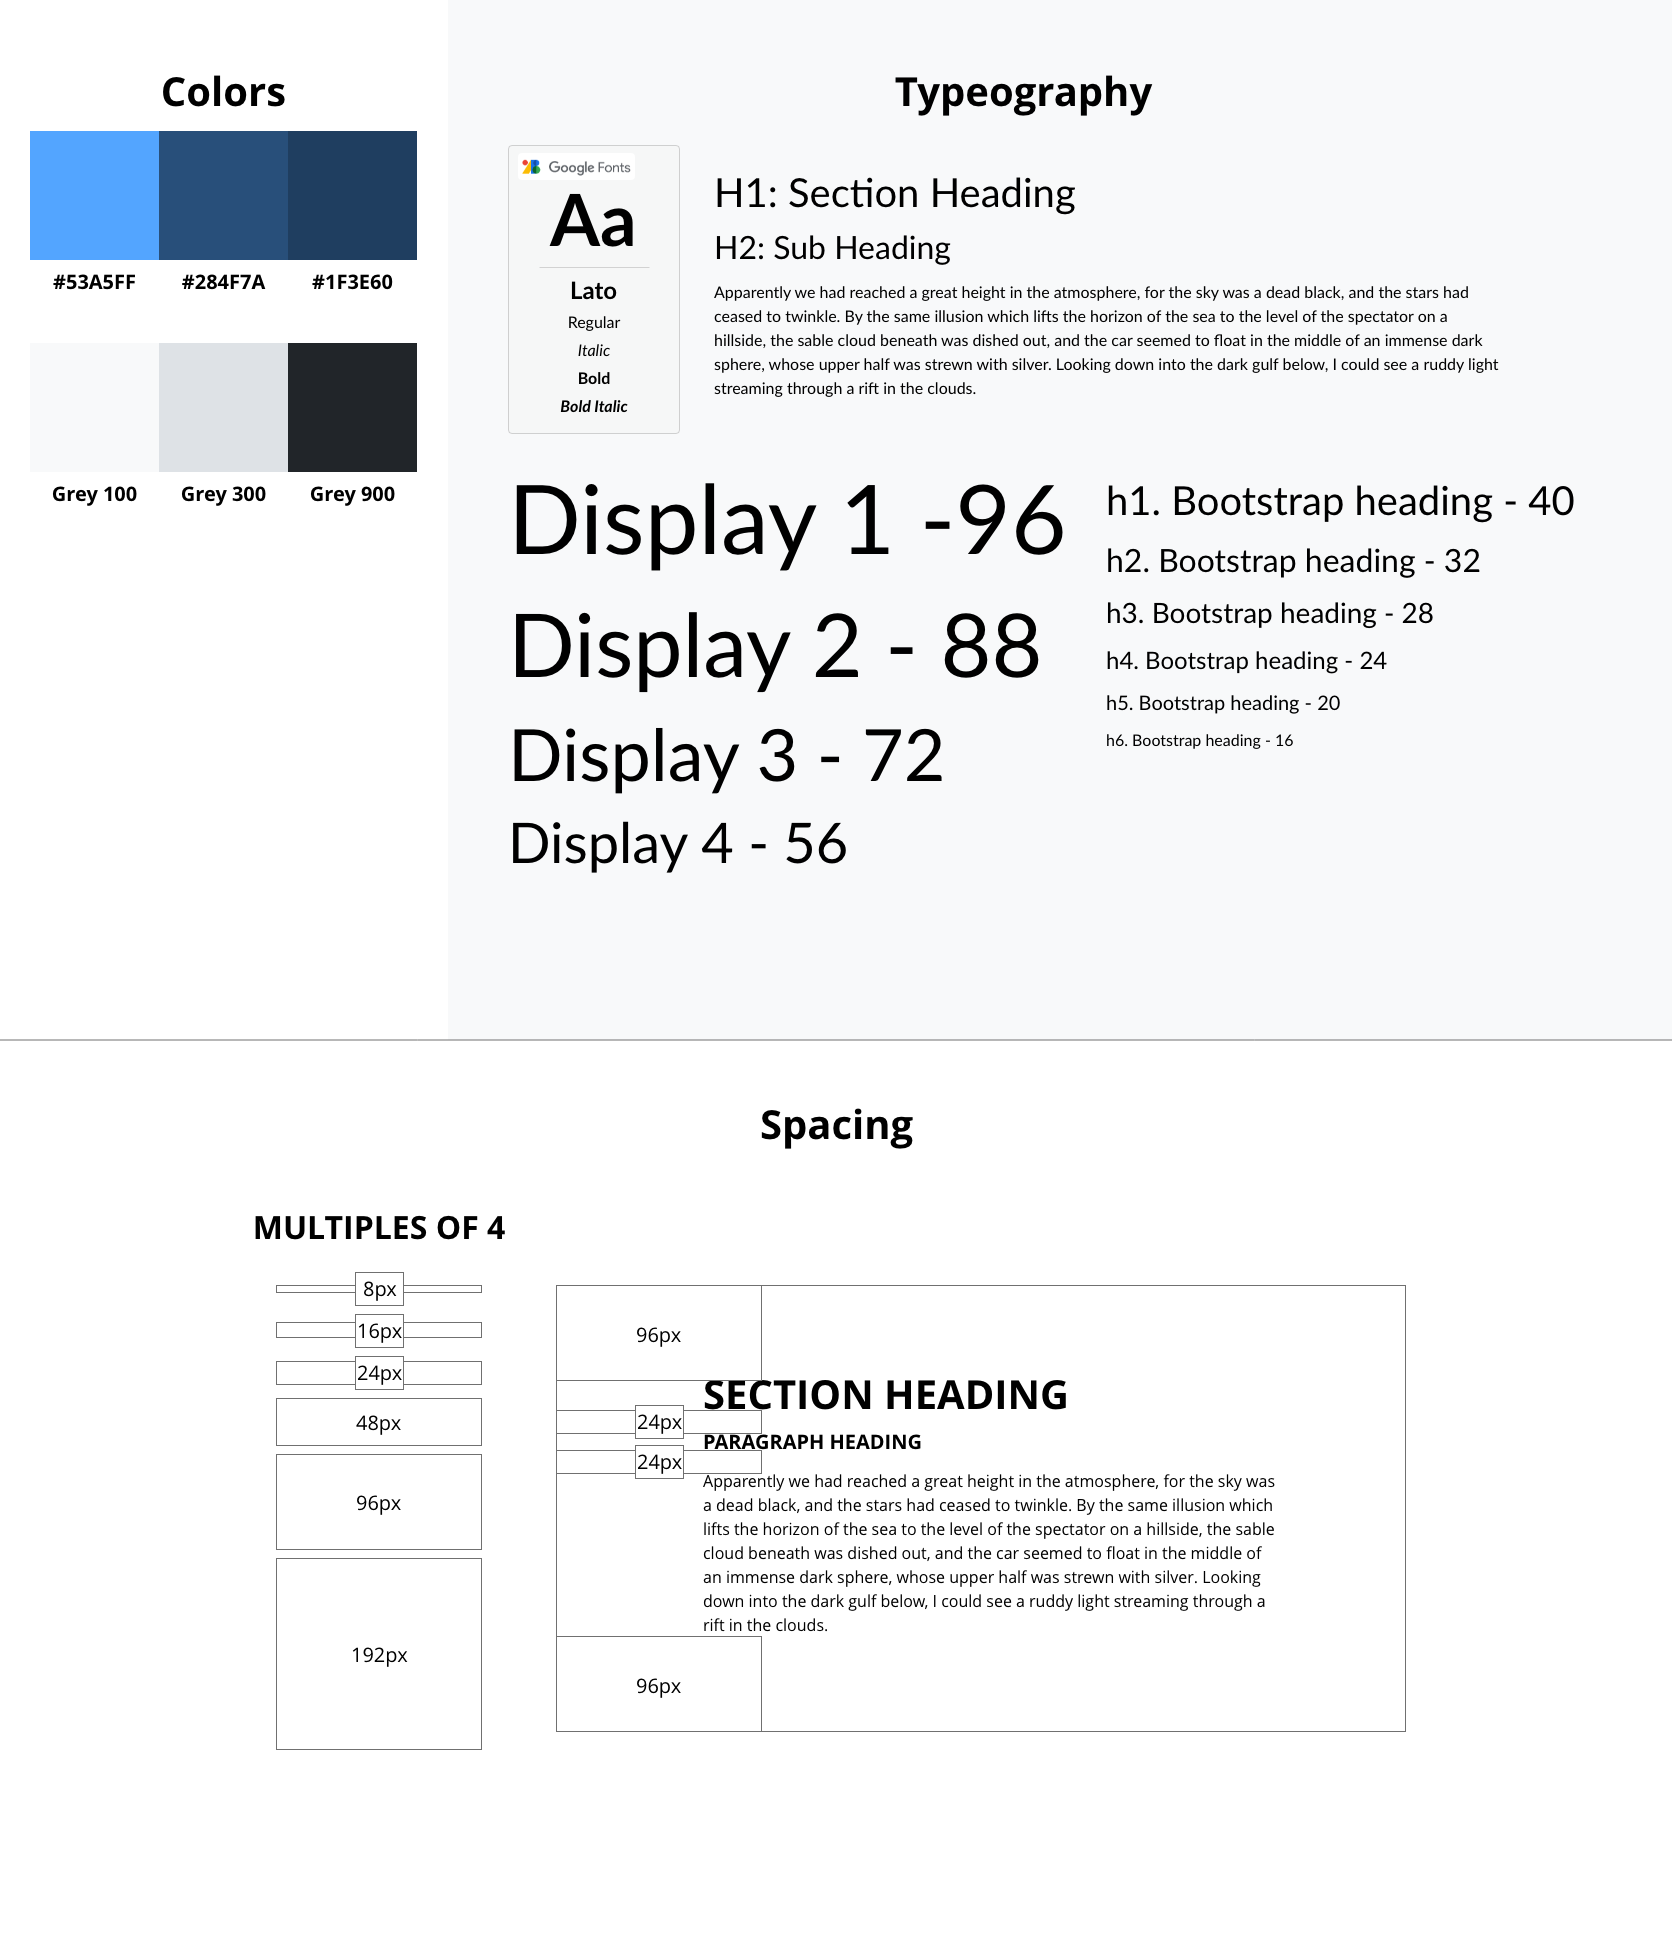 Colors
#53A5FF
#284F7A
#1F3E60
Grey 100
Grey 300
Grey 900
Typeography
Google Fonts
Aa
Lato
Regular
Italic
Bold
Bold Italic
H1: Section Heading
H2: Sub Heading
Apparently we had reached a great height in the atmosphere, for the sky was a dead black, and the stars had
ceased to twinkle. By the same illusion which lifts the horizon of the sea to the level of the spectator on a
hillside, the sable cloud beneath was dished out, and the car seemed to float in the middle of an immense dark
sphere, whose upper half was strewn with silver. Looking down into the dark gulf below, I could see a ruddy light
streaming through a rift in the clouds.
Display 1 -96
Display 2 - 88
Display 3 - 72
Display 4 - 56
h1. Bootstrap heading - 40
h2. Bootstrap heading - 32
h3. Bootstrap heading - 28
h4. Bootstrap heading - 24
h5. Bootstrap heading - 20
h6. Bootstrap heading - 16
Spacing
MULTIPLES OF 4
8px
16px
24px
48px
96px
192px
96px
SECTION HEADING
24px
PARAGRAPH HEADING
24px
Apparently we had reached a great height in the atmosphere, for the sky was
a dead black, and the stars had ceased to twinkle. By the same illusion which
lifts the horizon of the sea to the level of the spectator on a hillside, the sable
cloud beneath was dished out, and the car seemed to float in the middle of
an immense dark sphere, whose upper half was strewn with silver. Looking
down into the dark gulf below, I could see a ruddy light streaming through a
rift in the clouds.
96px